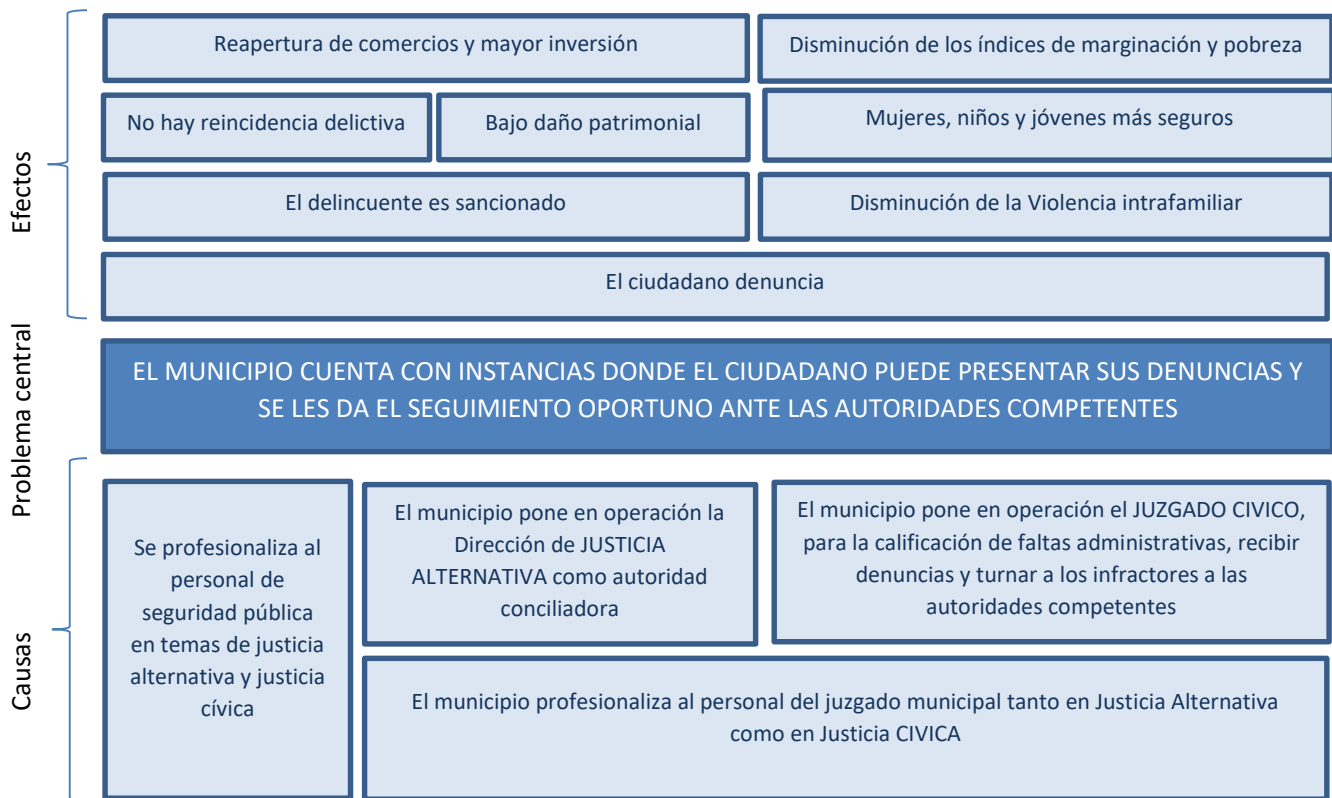 Efectos
Reapertura de comercios y mayor inversión
Disminución de los índices de marginación y pobreza
No hay reincidencia delictiva
Bajo daño patrimonial
Mujeres, niños y jóvenes más seguros
El delincuente es sancionado
Disminución de la Violencia intrafamiliar
El ciudadano denuncia
Problema central
EL MUNICIPIO CUENTA CON INSTANCIAS DONDE EL CIUDADANO PUEDE PRESENTAR SUS DENUNCIAS Y
SE LES DA EL SEGUIMIENTO OPORTUNO ANTE LAS AUTORIDADES COMPETENTES
Causas
Se profesionaliza al
personal de
seguridad pública
en temas de justicia
alternativa y justicia
cívica
El municipio pone en operación la
Dirección de JUSTICIA
ALTERNATIVA como autoridad
conciliadora
El municipio pone en operación el JUZGADO CIVICO,
para la calificación de faltas administrativas, recibir
denuncias y turnar a los infractores a las
autoridades competentes
El municipio profesionaliza al personal del juzgado municipal tanto en Justicia Alternativa
como en Justicia CIVICA